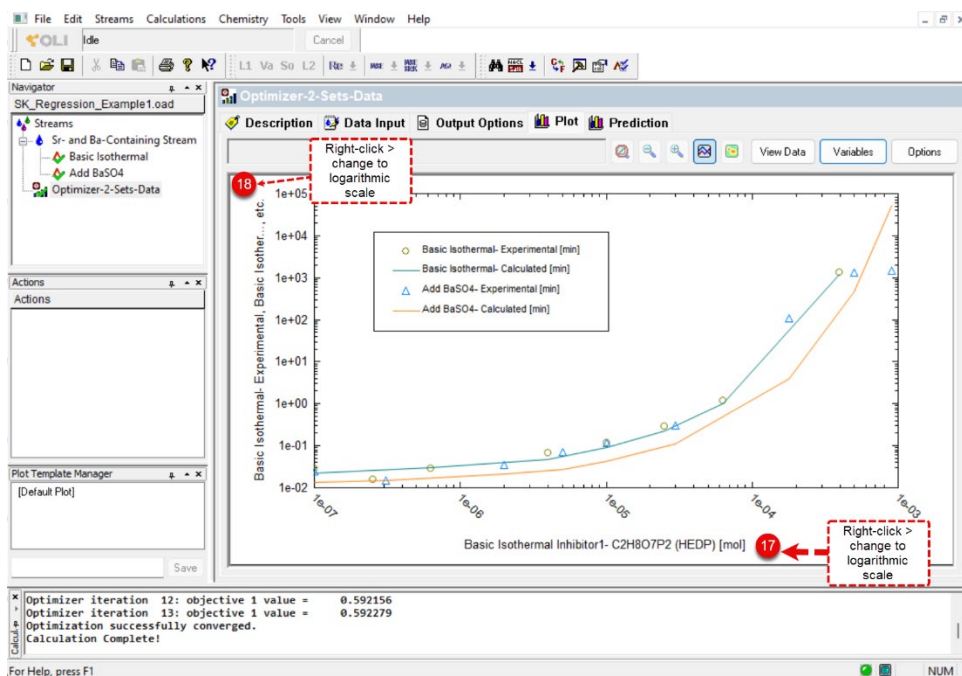 File Edit Streams Calculations Chemistry Tools View Window Help
OLI Idle Cancel
L1 Va So L2
Navigator
SK_Regression_Example1.oad
Streams
Sr- and Ba-Containing Stream
Basic Isothermal
Add BaSO4
Optimizer-2-Sets-Data
Actions
Actions
Plot Template Manager
[Default Plot]
Save
Optimizer-2-Sets-Data
Description Data Input Output Options Plot Prediction
View Data Variables Options
18
Right-click >
change to
logarithmic
scale
Basic Isothermal- Experimental, Basic Isother..., etc.
1e+05
1e+04
1e+03
1e+02
1e+01
1e+00
1e-01
1e-02
Basic Isothermal- Experimental [min]
Basic Isothermal- Calculated [min]
Add BaSO4- Experimental [min]
Add BaSO4- Calculated [min]
1e-07
1e-06
1e-05
1e-04
1e-03
Basic Isothermal Inhibitor1- C2H8O7P2 (HEDP) [mol]
17
Right-click >
change to
logarithmic
scale
Optimizer iteration 12: objective 1 value = 0.592156
Optimizer iteration 13: objective 1 value = 0.592279
Optimization successfully converged.
Calculation Complete!
For Help, press F1
NUM